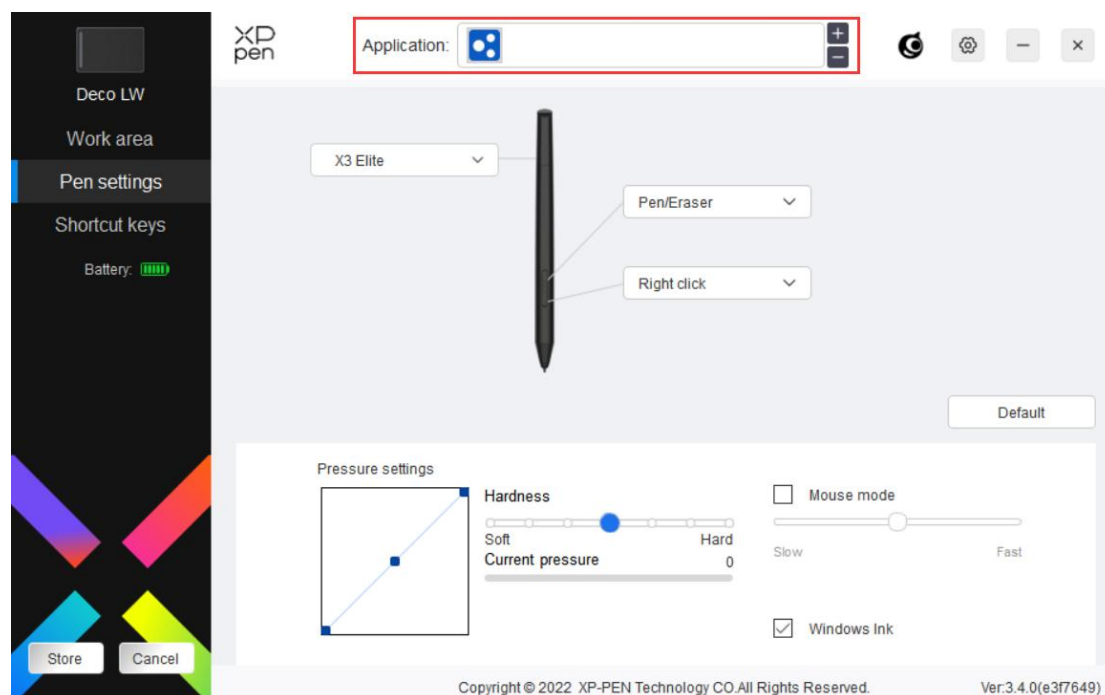 XP
pen
Application:
Deco LW
Work area
Pen settings
Shortcut keys
Battery:
X3 Elite
Pen/Eraser
Right click
Default
Pressure settings
Hardness
Soft Hard
Current pressure 0
Mouse mode
Slow Fast
Windows Ink
Store Cancel
Copyright © 2022 XP-PEN Technology CO.All Rights Reserved. Ver:3.4.0(e3f7649)